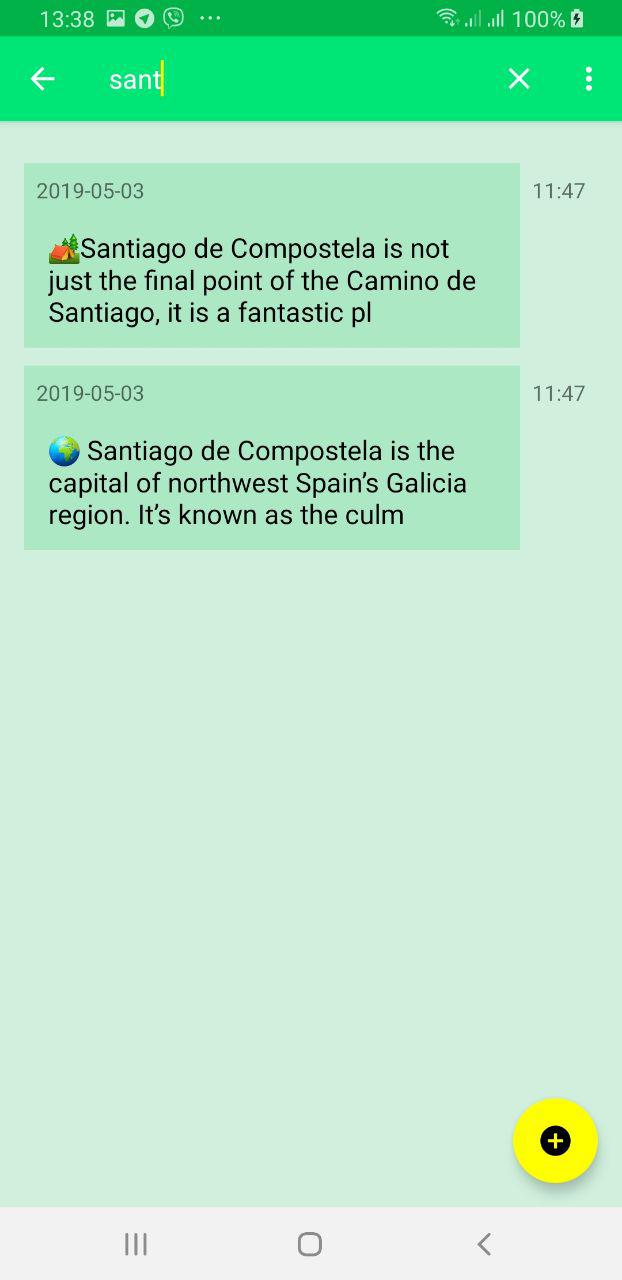 13:38 100%
sant
2019-05-03 11:47
🏕Santiago de Compostela is not
just the final point of the Camino de
Santiago, it is a fantastic pl
2019-05-03 11:47
🌍 Santiago de Compostela is the
capital of northwest Spain’s Galicia
region. It’s known as the culm